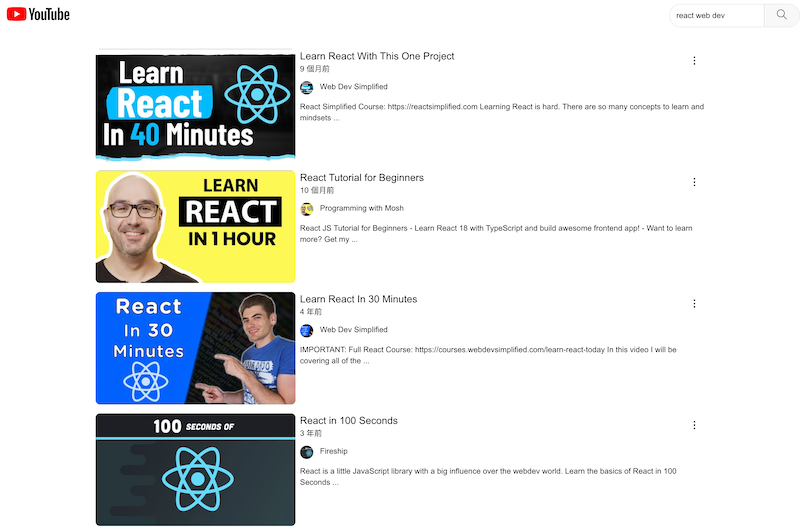 YouTube
react web dev
Learn
React
In 40 Minutes
Learn React With This One Project
9 個月前
Web Dev Simplified
React Simplified Course: https://reactsimplified.com Learning React is hard. There are so many concepts to learn and
mindsets ...
LEARN
REACT
IN 1 HOUR
React Tutorial for Beginners
10 個月前
Programming with Mosh
React JS Tutorial for Beginners - Learn React 18 with TypeScript and build awesome frontend app! - Want to learn
more? Get my ...
React
In 30
Minutes
Learn React In 30 Minutes
4 年前
Web Dev Simplified
IMPORTANT: Full React Course: https://courses.webdevsimplified.com/learn-react-today In this video I will be
covering all of the ...
100 SECONDS OF
React in 100 Seconds
3 年前
Fireship
React is a little JavaScript library with a big influence over the webdev world. Learn the basics of React in 100
Seconds ...